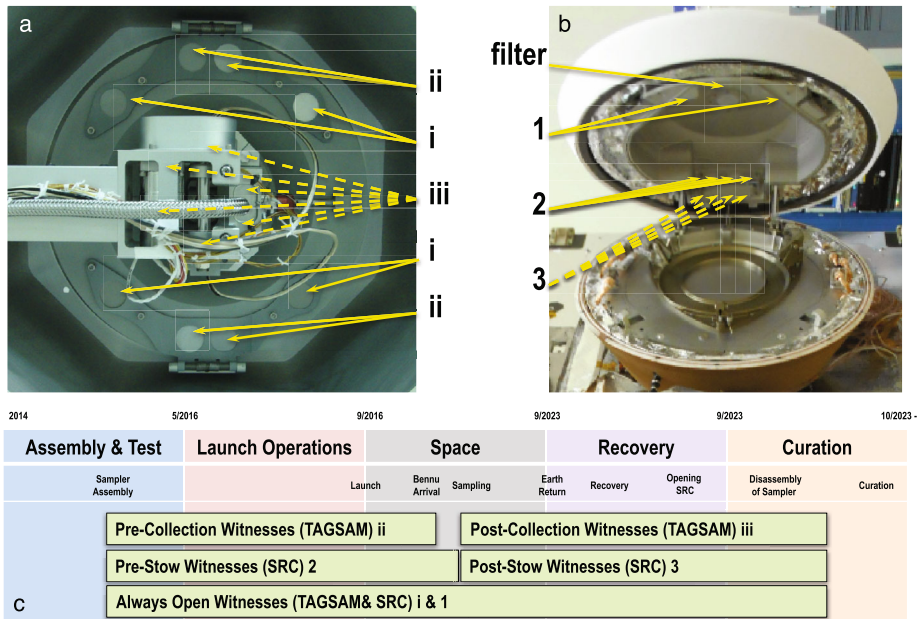 a
b
filter
ii
1
i
iii
2
i
3
ii
2014
5/2016
9/2016
9/2023
9/2023
10/2023 -
Assembly & Test
Launch Operations
Space
Recovery
Curation
Sampler
Assembly
Launch
Bennu
Arrival
Sampling
Earth
Return
Recovery
Opening
SRC
Disassembly
of Sampler
Curation
Pre-Collection Witnesses (TAGSAM) ii
Post-Collection Witnesses (TAGSAM) iii
Pre-Stow Witnesses (SRC) 2
Post-Stow Witnesses (SRC) 3
Always Open Witnesses (TAGSAM& SRC) i & 1
c